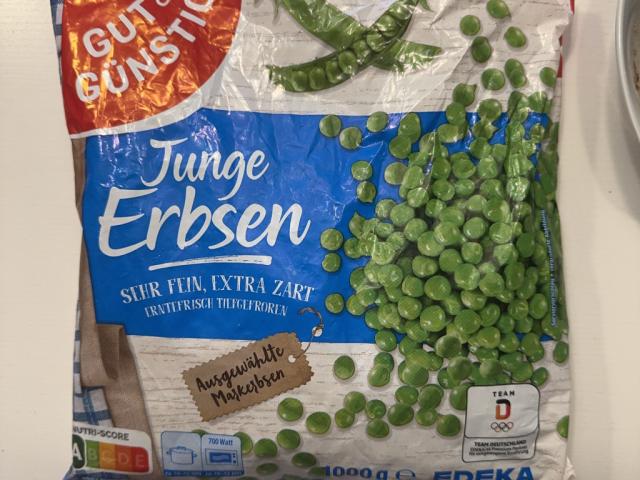 GUT&
GÜNSTIG
Junge
Erbsen
SEHR FEIN, EXTRA ZART
ERNTEFRISCH TIEFGEFROREN
Ausgewählte
Markerbsen
TEAM
D
TEAM DEUTSCHLAND
NUTRI-SCORE
A B C D E
700 Watt
1000 g ℮
EDEKA